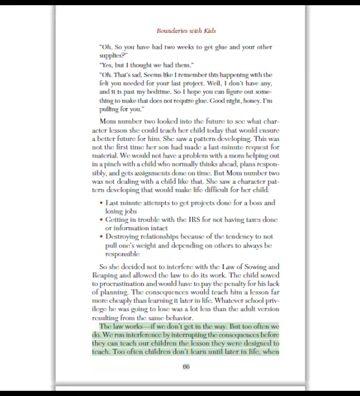 Boundaries with Kids
"Oh. So you have had two weeks to get glue and your other
supplies?"
"Yes, but I thought we had them."
"Oh. That's sad. Seems like I remember this happening with the
felt you needed for your last project. Well, I don't have any,
and it is past my bedtime. So I hope you can figure out some-
thing to make that does not require glue. Good night, honey. I'm
pulling for you."
Mom number two looked into the future to see what char-
acter lesson she could teach her child today that would ensure
a better future for him. She saw a pattern developing. This was
not the first time her son had made a last-minute request for
material. We would not have a problem with a mom helping out
in a pinch with a child who normally thinks ahead, plans respon-
sibly, and gets assignments done on time. But Mom number two
was not dealing with a child like that. She saw a character pat-
tern developing that would make life difficult for her child:
• Last minute attempts to get projects done for a boss and
losing jobs
• Getting in trouble with the IRS for not having taxes done
or information intact
• Destroying relationships because of the tendency to not
pull one's weight and depending on others to always be
responsible
So she decided not to interfere with the Law of Sowing and
Reaping and allowed the law to do its work. The child sowed
to procrastination and would have to pay the penalty for his lack
of planning. The consequences would teach him a lesson far
more cheaply than learning it later in life. Whatever school priv-
ilege he was going to lose was a lot less than the adult version
resulting from the same behavior.
The law works—if we don't get in the way. But too often we
do. We run interference by interrupting the consequences before
they can teach our children the lesson they were designed to
teach. Too often children don't learn until later in life, when
66